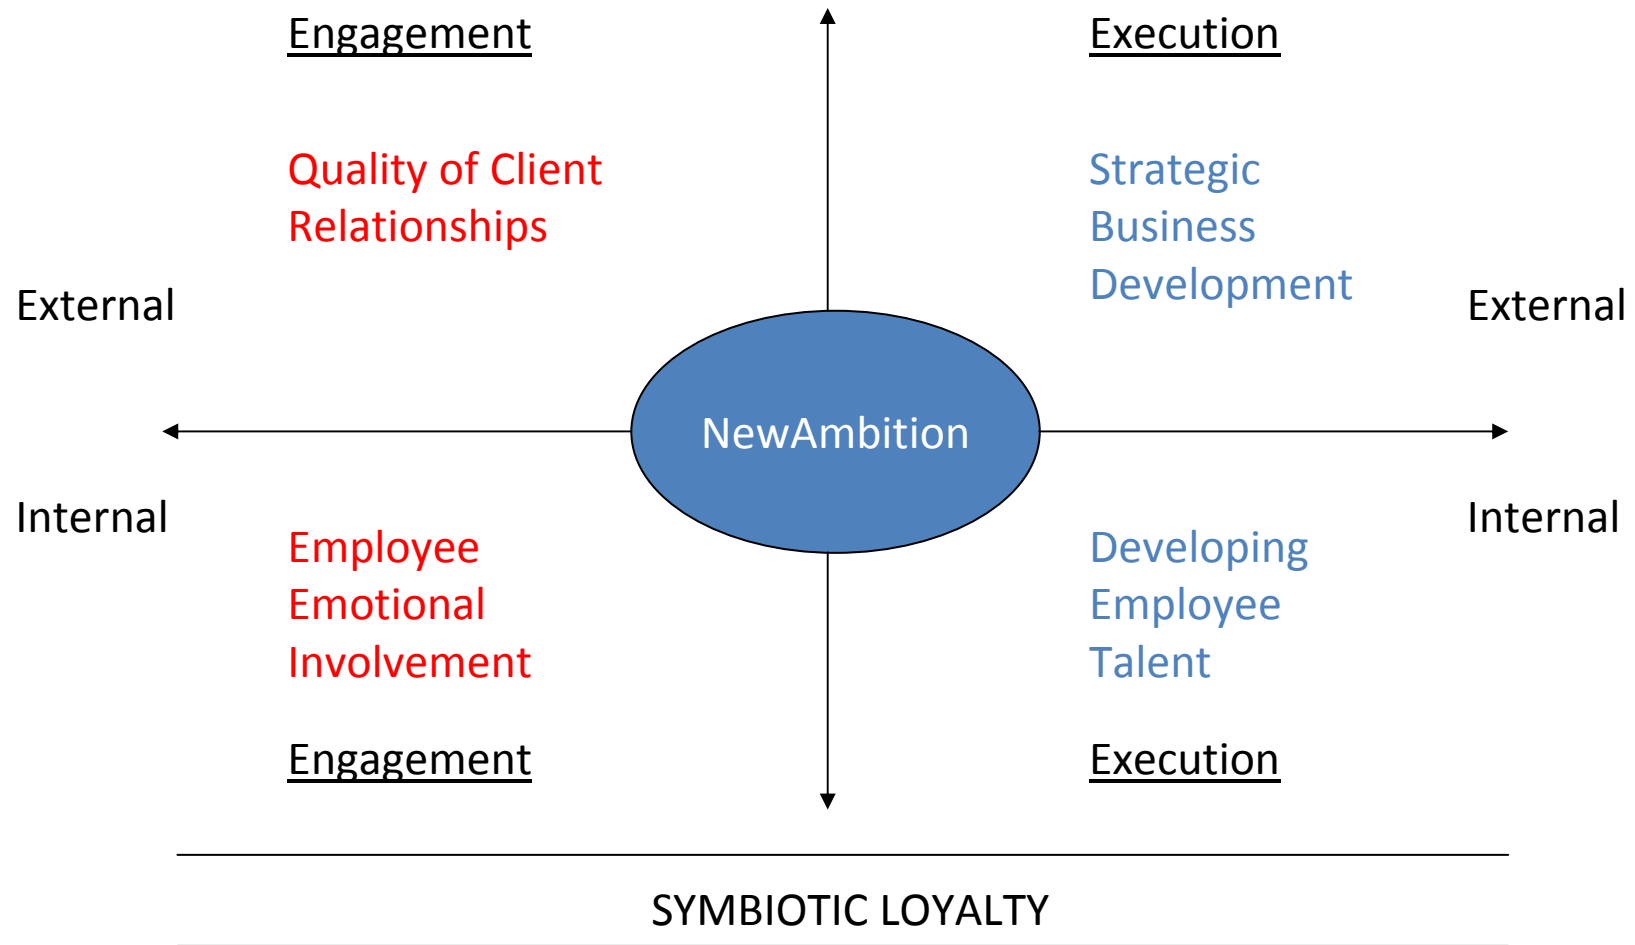 Engagement
Execution
Quality of Client
Relationships
Strategic
Business
Development
External
External
NewAmbition
Internal
Internal
Employee
Emotional
Involvement
Developing
Employee
Talent
Engagement
Execution
SYMBIOTIC LOYALTY